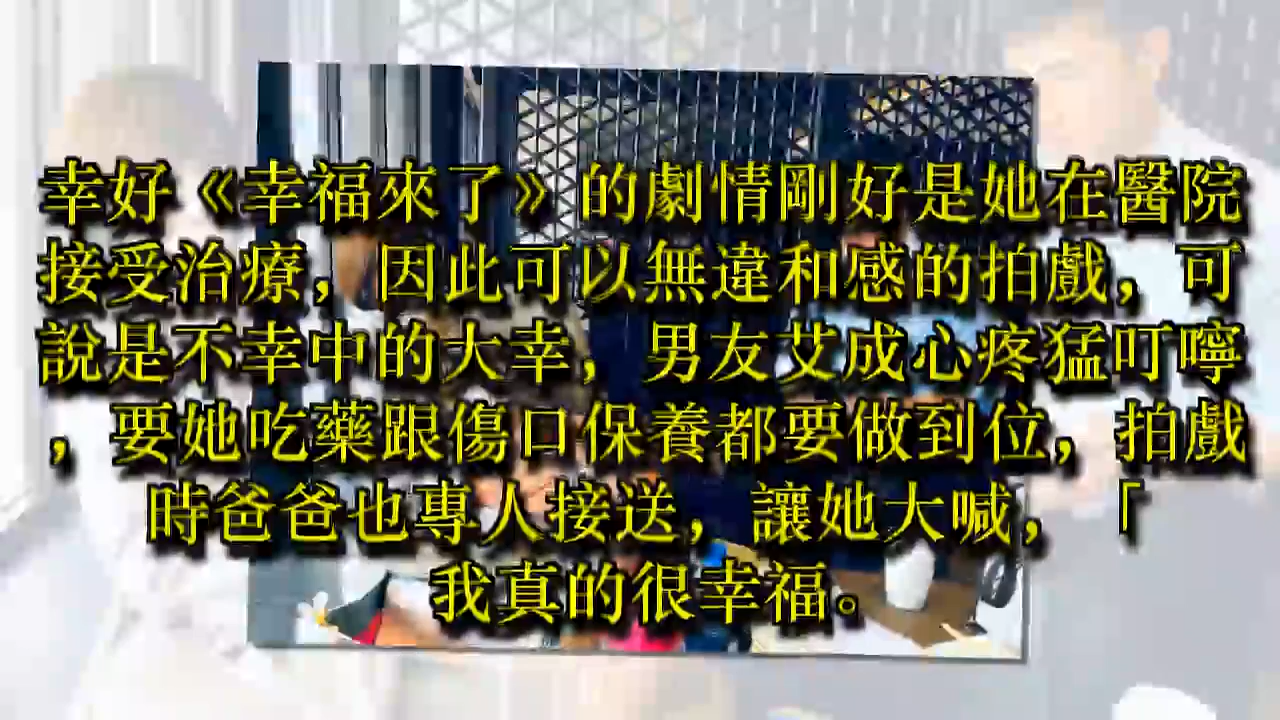 幸好《幸福來了》的劇情剛好是她在醫院
接受治療，因此可以無違和感的拍戲，可
說是不幸中的大幸，男友艾成心疼猛叮嚀
，要她吃藥跟傷口保養都要做到位，拍戲
時爸爸也專人接送，讓她大喊，「
我真的很幸福。